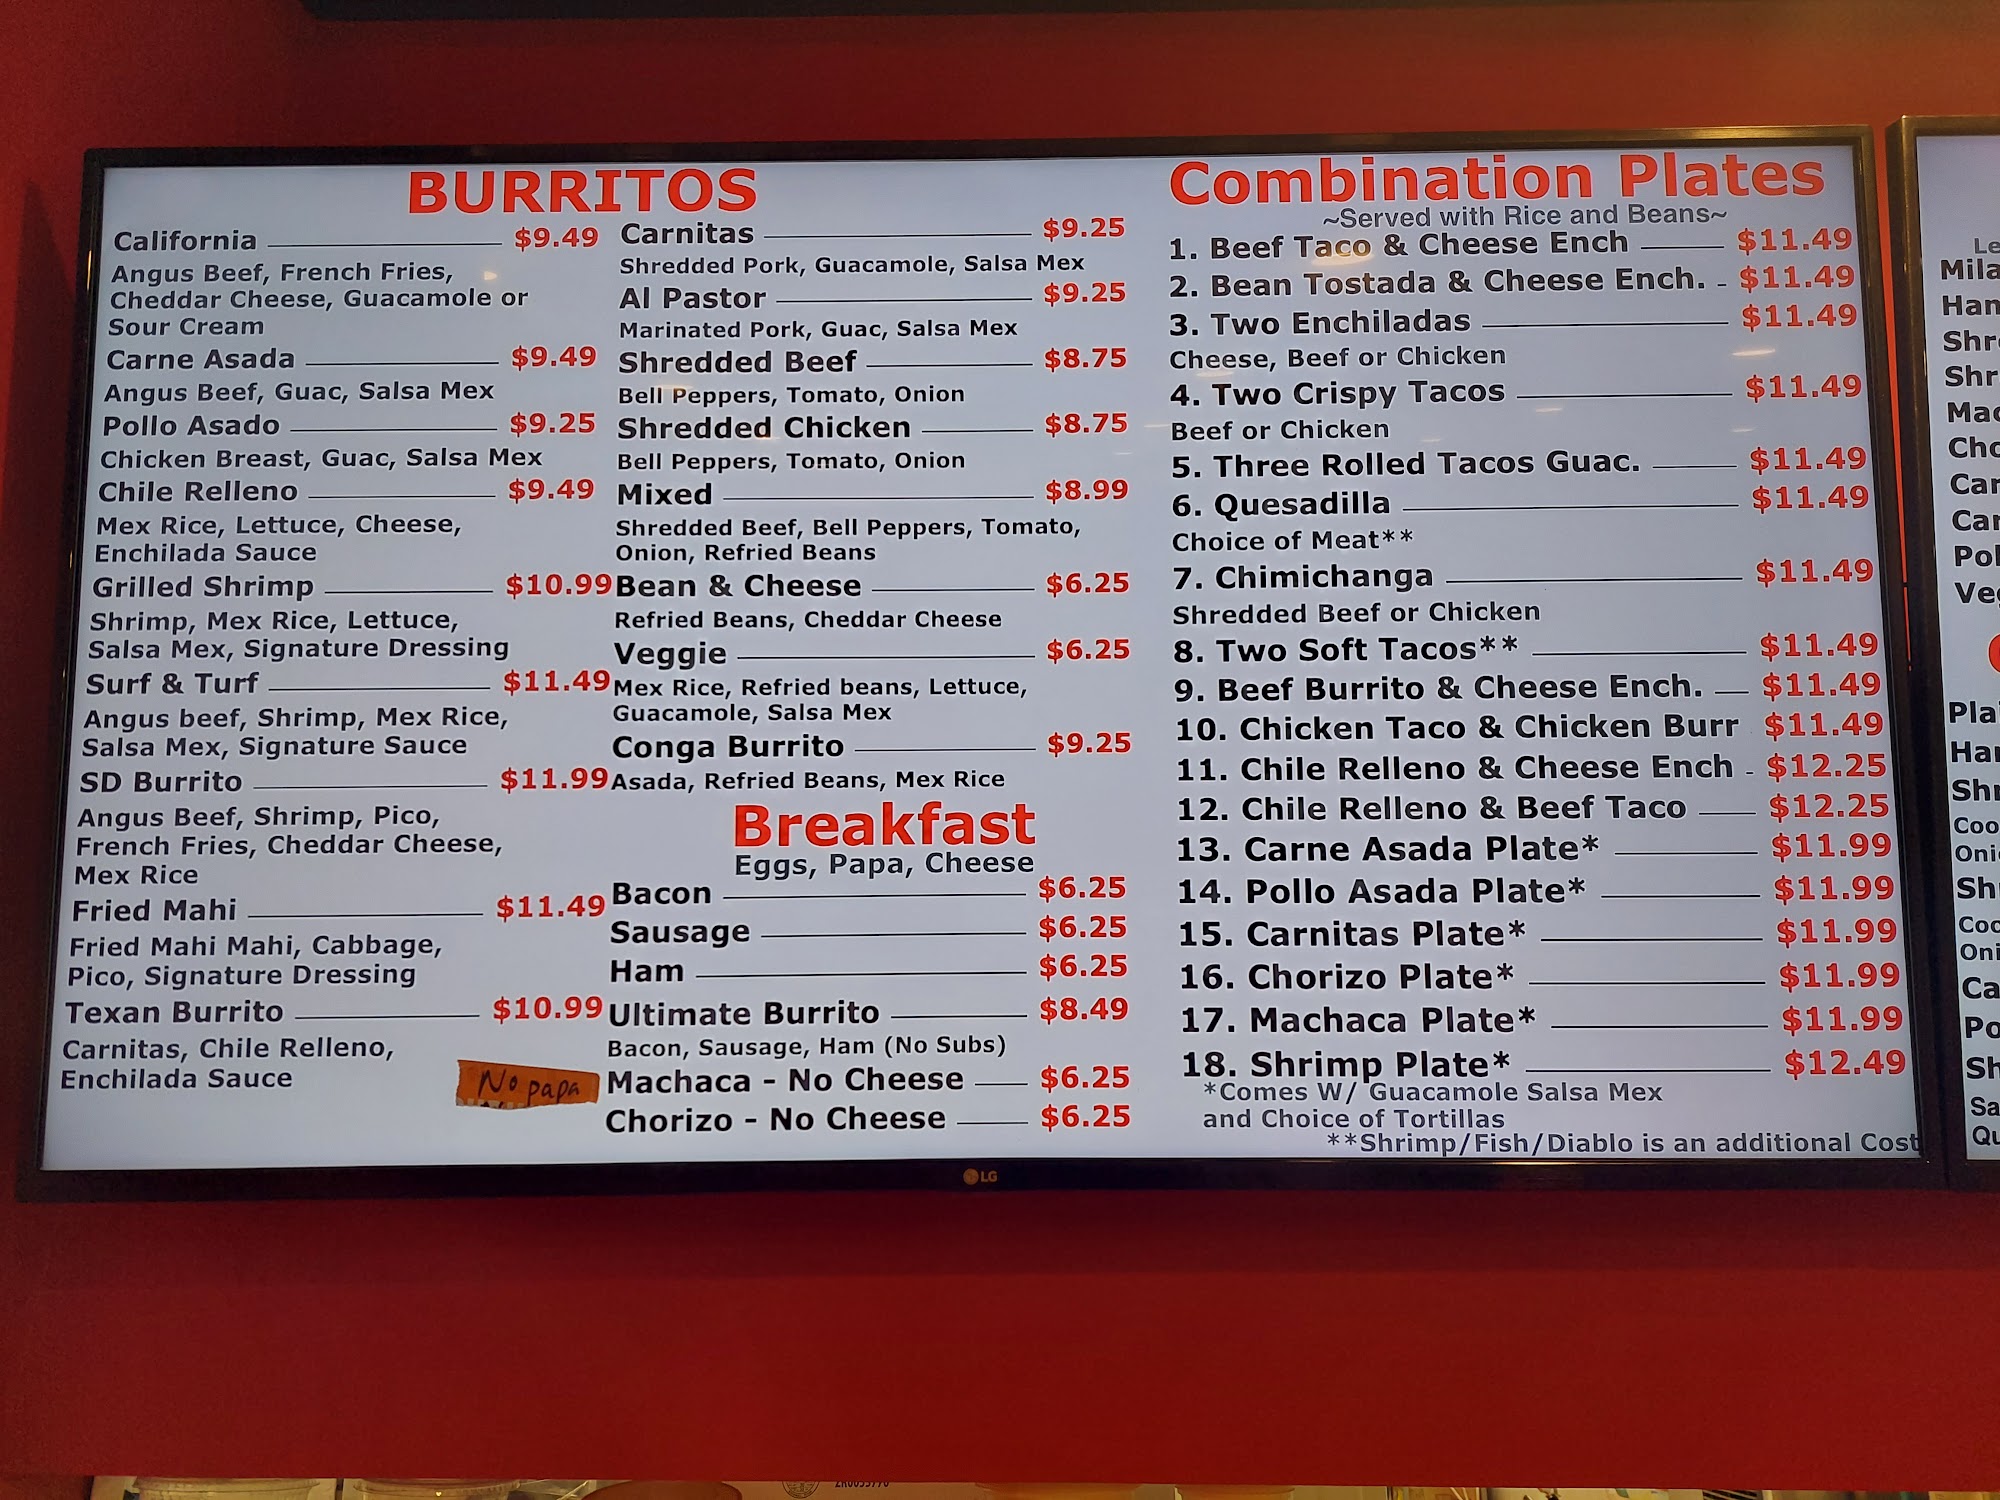 BURRITOS
California $9.49
Angus Beef, French Fries,
Cheddar Cheese, Guacamole or
Sour Cream
Carne Asada $9.49
Angus Beef, Guac, Salsa Mex
Pollo Asado $9.25
Chicken Breast, Guac, Salsa Mex
Chile Relleno $9.49
Mex Rice, Lettuce, Cheese,
Enchilada Sauce
Grilled Shrimp $10.99
Shrimp, Mex Rice, Lettuce,
Salsa Mex, Signature Dressing
Surf & Turf $11.49
Angus beef, Shrimp, Mex Rice,
Salsa Mex, Signature Sauce
SD Burrito $11.99
Angus Beef, Shrimp, Pico,
French Fries, Cheddar Cheese,
Mex Rice
Fried Mahi $11.49
Fried Mahi Mahi, Cabbage,
Pico, Signature Dressing
Texan Burrito $10.99
Carnitas, Chile Relleno,
Enchilada Sauce
Carnitas $9.25
Shredded Pork, Guacamole, Salsa Mex
Al Pastor $9.25
Marinated Pork, Guac, Salsa Mex
Shredded Beef $8.75
Bell Peppers, Tomato, Onion
Shredded Chicken $8.75
Bell Peppers, Tomato, Onion
Mixed $8.99
Shredded Beef, Bell Peppers, Tomato,
Onion, Refried Beans
Bean & Cheese $6.25
Refried Beans, Cheddar Cheese
Veggie $6.25
Mex Rice, Refried beans, Lettuce,
Guacamole, Salsa Mex
Conga Burrito $9.25
Asada, Refried Beans, Mex Rice
Breakfast
Eggs, Papa, Cheese
Bacon $6.25
Sausage $6.25
Ham $6.25
Ultimate Burrito $8.49
Bacon, Sausage, Ham (No Subs)
No papa
Machaca - No Cheese $6.25
Chorizo - No Cheese $6.25
Combination Plates
~Served with Rice and Beans~
1. Beef Taco & Cheese Ench $11.49
2. Bean Tostada & Cheese Ench. - $11.49
3. Two Enchiladas $11.49
Cheese, Beef or Chicken
4. Two Crispy Tacos $11.49
Beef or Chicken
5. Three Rolled Tacos Guac. $11.49
6. Quesadilla $11.49
Choice of Meat**
7. Chimichanga $11.49
Shredded Beef or Chicken
8. Two Soft Tacos** $11.49
9. Beef Burrito & Cheese Ench. $11.49
10. Chicken Taco & Chicken Burr $11.49
11. Chile Relleno & Cheese Ench - $12.25
12. Chile Relleno & Beef Taco $12.25
13. Carne Asada Plate* $11.99
14. Pollo Asada Plate* $11.99
15. Carnitas Plate* $11.99
16. Chorizo Plate* $11.99
17. Machaca Plate* $11.99
18. Shrimp Plate* $12.49
*Comes W/ Guacamole Salsa Mex
and Choice of Tortillas
**Shrimp/Fish/Diablo is an additional Cost
LG